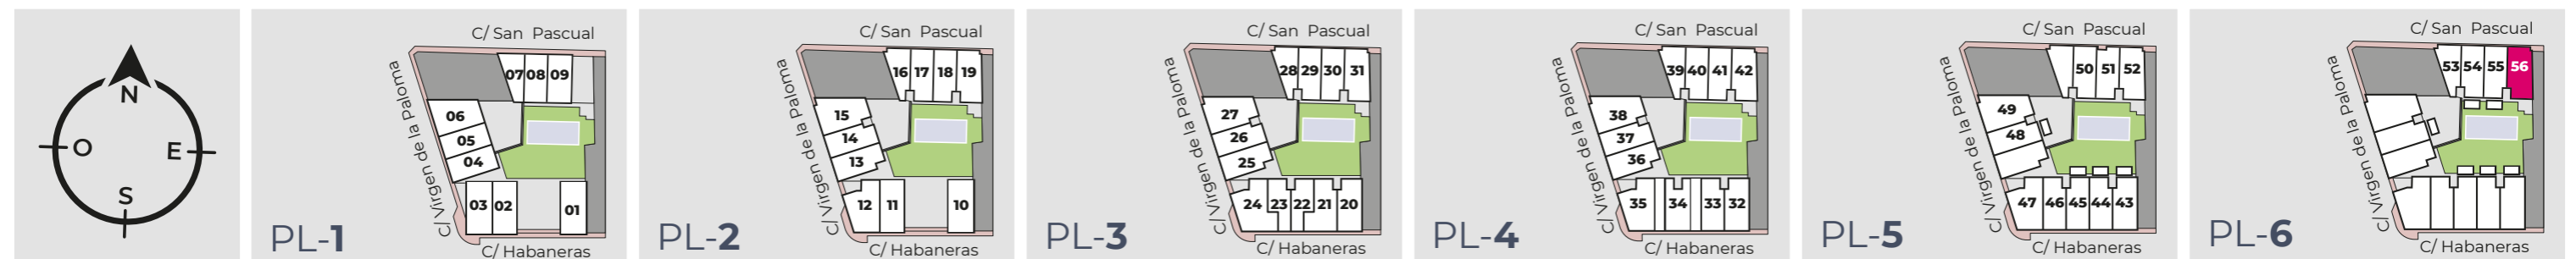 N
O
E
S
C/ San Pascual
C/ Virgen de la Paloma
07 08 09
06
05
04
03 02
01
C/ Habaneras
PL-1
C/ San Pascual
C/ Virgen de la Paloma
16 17 18 19
15
14
13
12 11
10
C/ Habaneras
PL-2
C/ San Pascual
C/ Virgen de la Paloma
28 29 30 31
27
26
25
24 23 22 21 20
C/ Habaneras
PL-3
C/ San Pascual
C/ Virgen de la Paloma
39 40 41 42
38
37
36
35 34 33 32
C/ Habaneras
PL-4
C/ San Pascual
C/ Virgen de la Paloma
50 51 52
49
48
47 46 45 44 43
C/ Habaneras
PL-5
C/ San Pascual
C/ Virgen de la Paloma
53 54 55 56
C/ Habaneras
PL-6